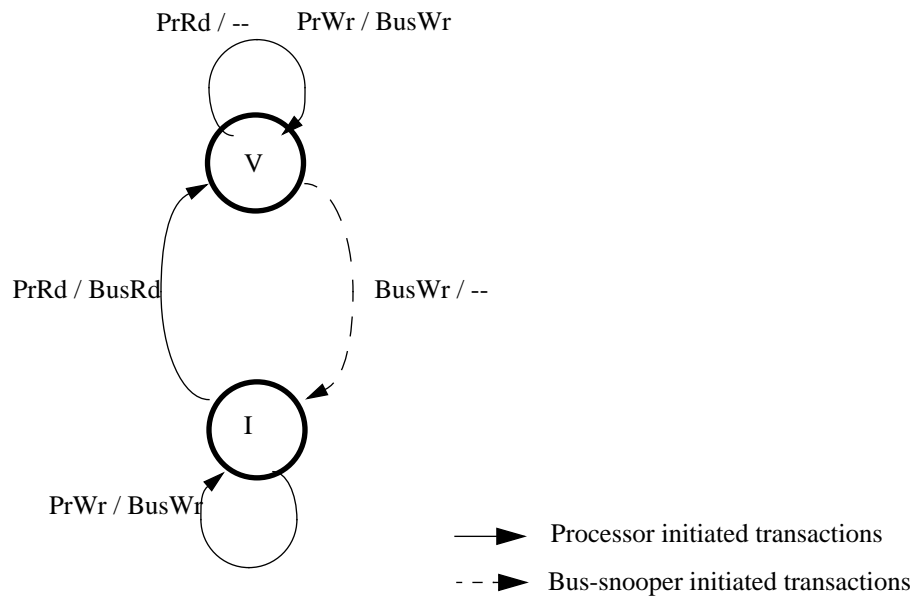 PrRd / --
PrWr / BusWr
V
PrRd / BusRd
BusWr / --
I
PrWr / BusWr
Processor initiated transactions
Bus-snooper initiated transactions